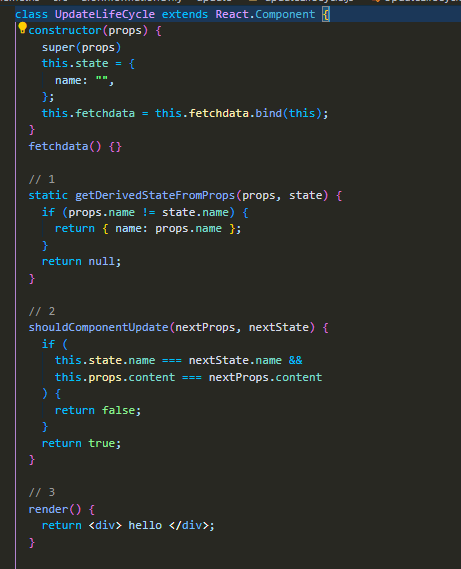 class UpdateLifeCycle extends React.Component {
constructor(props) {
super(props)
this.state = {
name: "",
};
this.fetchdata = this.fetchdata.bind(this);
}
fetchdata() {}
// 1
static getDerivedStateFromProps(props, state) {
if (props.name != state.name) {
return { name: props.name };
}
return null;
}
// 2
shouldComponentUpdate(nextProps, nextState) {
if (
this.state.name === nextState.name &&
this.props.content === nextProps.content
) {
return false;
}
return true;
}
// 3
render() {
return <div> hello </div>;
}